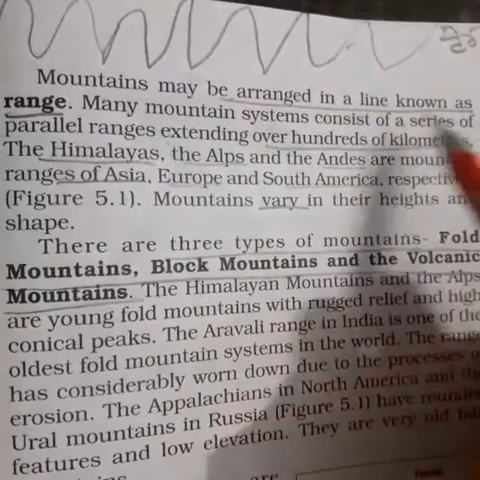 Mountains may be arranged in a line known as
range. Many mountain systems consist of a series of
parallel ranges extending over hundreds of
The Himalayas, the Alps and the Andes are
ranges of Asia, Europe and South America,
(Figure 5.1). Mountains vary in their heights
shape.
There are three types of mountains- Fold
Mountains, Block Mountains and the Volcanic
Mountains. The Himalayan Mountains and the Alps
are young fold mountains with rugged relief and high
conical peaks. The Aravali range in India is one of the
oldest fold mountain systems in the world. The range
has considerably worn down due to the processes
erosion. The Appalachians in North America and
Ural mountains in Russia (Figure 5.1) have
features and low elevation. They are very old
are